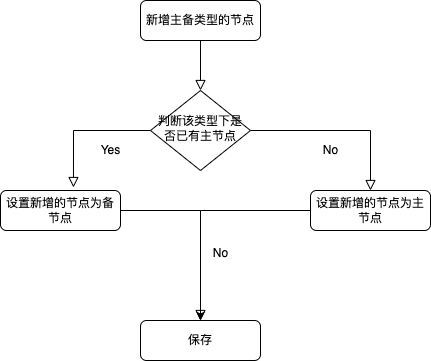 新增主备类型的节点
判断该类型下是
否已有主节点
Yes
No
设置新增的节点为备
节点
设置新增的节点为主
节点
No
保存